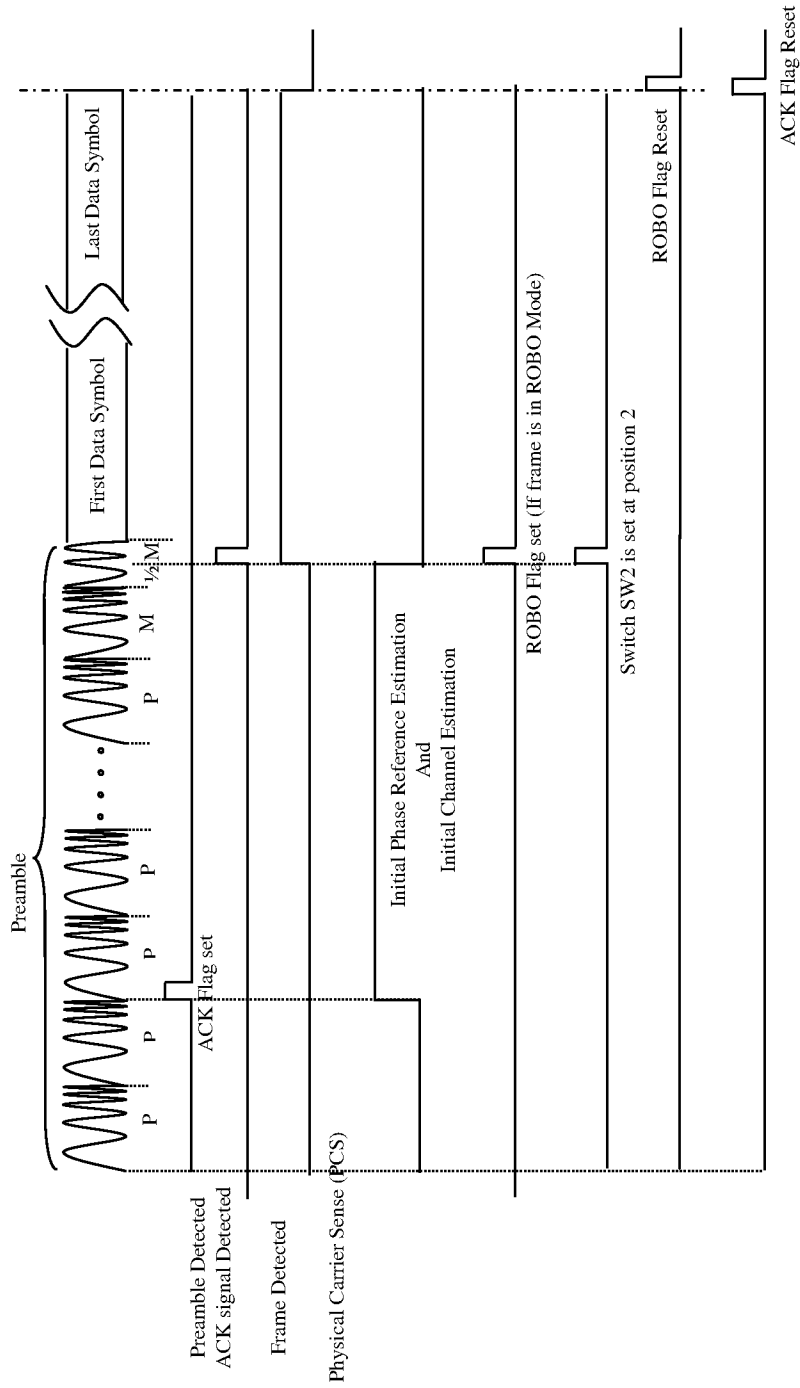 Preamble
P
P
P
P
P
M
½M
First Data Symbol
Last Data Symbol
Preamble Detected
ACK signal Detected
ACK Flag set
Frame Detected
Physical Carrier Sense (PCS)
Initial Phase Reference Estimation
And
Initial Channel Estimation
ROBO Flag set (If frame is in ROBO Mode)
Switch SW2 is set at position 2
ROBO Flag Reset
ACK Flag Reset